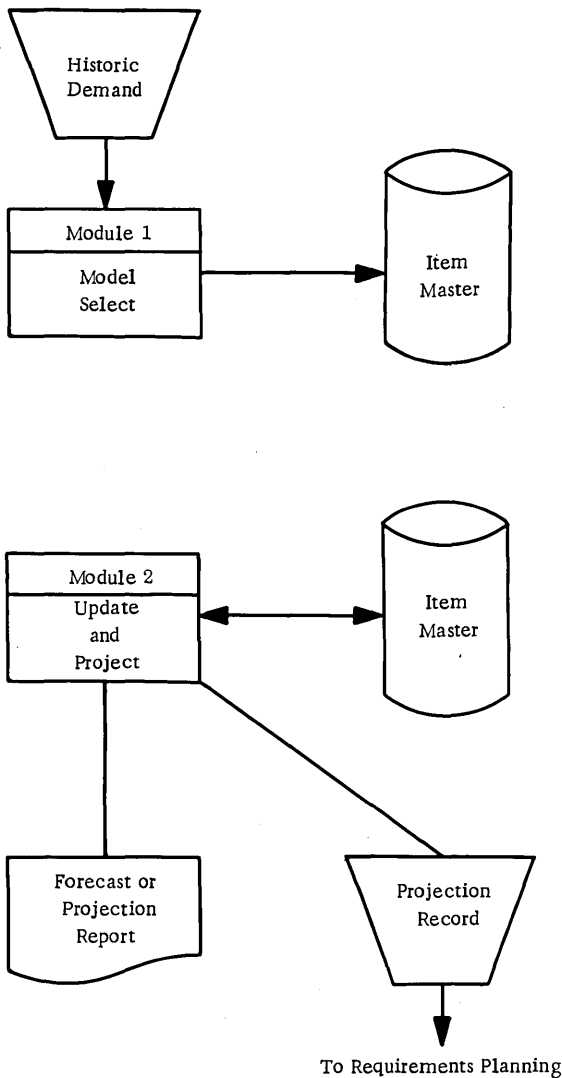 Historic
Demand
Module 1
Model
Select
Item
Master
Module 2
Update
and
Project
Item
Master
Forecast or
Projection
Report
Projection
Record
To Requirements Planning